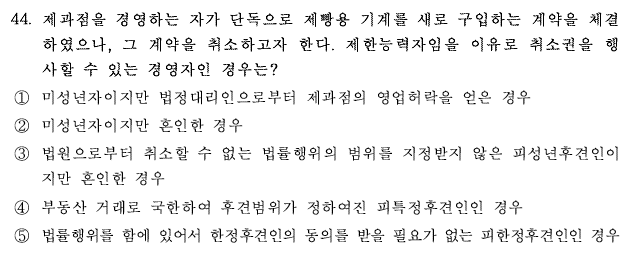 44. 제과점을 경영하는 자가 단독으로 제빵용 기계를 새로 구입하는 계약을 체결
하였으나, 그 계약을 취소하고자 한다. 제한능력자임을 이유로 취소권을 행
사할 수 있는 경영자인 경우는?
① 미성년자이지만 법정대리인으로부터 제과점의 영업허락을 얻은 경우
② 미성년자이지만 혼인한 경우
③ 법원으로부터 취소할 수 없는 법률행위의 범위를 지정받지 않은 피성년후견인이
지만 혼인한 경우
④ 부동산 거래로 국한하여 후견범위가 정하여진 피특정후견인인 경우
⑤ 법률행위를 함에 있어서 한정후견인의 동의를 받을 필요가 없는 피한정후견인인 경우